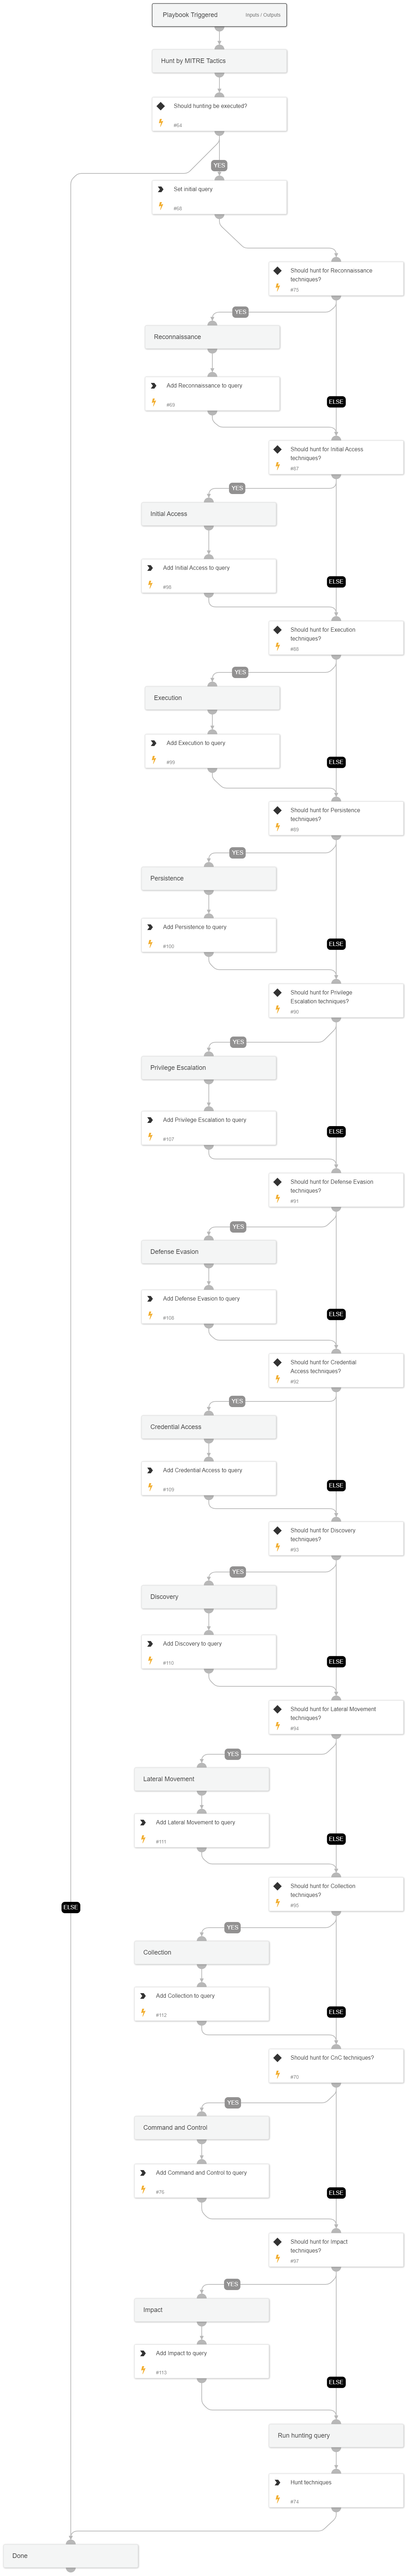 Playbook Triggered
Inputs / Outputs
Hunt by MITRE Tactics
Should hunting be executed?
#64
YES
Set initial query
#68
Should hunt for Reconnaissance
techniques?
#73
YES
Reconnaissance
Add Reconnaissance to query
#69
ELSE
Should hunt for Initial Access
techniques?
#87
YES
Initial Access
Add Initial Access to query
#98
ELSE
Should hunt for Execution
techniques?
#88
YES
Execution
Add Execution to query
#99
ELSE
Should hunt for Persistence
techniques?
#89
YES
Persistence
Add Persistence to query
#100
ELSE
Should hunt for Privilege
Escalation techniques?
#90
YES
Privilege Escalation
Add Privilege Escalation to query
#107
ELSE
Should hunt for Defense Evasion
techniques?
#91
YES
Defense Evasion
Add Defense Evasion to query
#108
ELSE
Should hunt for Credential
Access techniques?
#92
YES
Credential Access
Add Credential Access to query
#109
ELSE
Should hunt for Discovery
techniques?
#93
YES
Discovery
Add Discovery to query
#110
ELSE
Should hunt for Lateral Movement
techniques?
#94
YES
Lateral Movement
Add Lateral Movement to query
#111
ELSE
Should hunt for Collection
techniques?
#95
ELSE
YES
Collection
Add Collection to query
#112
ELSE
Should hunt for CnC techniques?
#70
YES
Command and Control
Add Command and Control to query
#76
ELSE
Should hunt for Impact
techniques?
#97
YES
Impact
Add Impact to query
#113
ELSE
Run hunting query
Hunt techniques
#74
Done